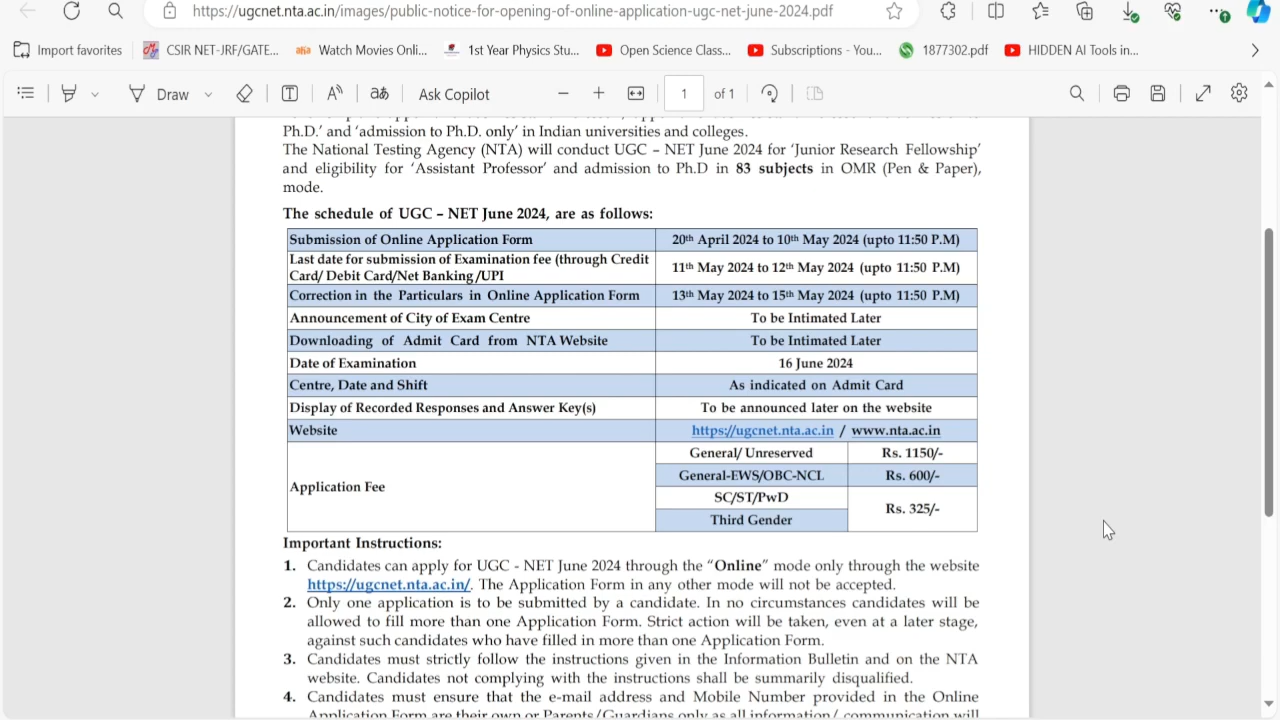 https://ugcnet.nta.ac.in/images/public-notice-for-opening-of-online-application-ugc-net-june-2024.pdf
Import favorites CSIR NET-JRF/GATE... Watch Movies Onli... 1st Year Physics Stu... Open Science Class... Subscriptions - You... 1877302.pdf HIDDEN AI Tools in...
Draw Ask Copilot 1 of 1
Ph.D.' and 'admission to Ph.D. only' in Indian universities and colleges.
The National Testing Agency (NTA) will conduct UGC – NET June 2024 for 'Junior Research Fellowship'
and eligibility for 'Assistant Professor' and admission to Ph.D in 83 subjects in OMR (Pen & Paper),
mode.
The schedule of UGC – NET June 2024, are as follows:
Submission of Online Application Form 20th April 2024 to 10th May 2024 (upto 11:50 P.M)
Last date for submission of Examination fee (through Credit
Card/ Debit Card/Net Banking /UPI 11th May 2024 to 12th May 2024 (upto 11:50 P.M)
Correction in the Particulars in Online Application Form 13th May 2024 to 15th May 2024 (upto 11:50 P.M)
Announcement of City of Exam Centre To be Intimated Later
Downloading of Admit Card from NTA Website To be Intimated Later
Date of Examination 16 June 2024
Centre, Date and Shift As indicated on Admit Card
Display of Recorded Responses and Answer Key(s) To be announced later on the website
Website https://ugcnet.nta.ac.in / www.nta.ac.in
Application Fee
General/ Unreserved Rs. 1150/-
General-EWS/OBC-NCL Rs. 600/-
SC/ST/PwD
Rs. 325/-
Third Gender
Important Instructions:
1. Candidates can apply for UGC - NET June 2024 through the "Online" mode only through the website
https://ugcnet.nta.ac.in/. The Application Form in any other mode will not be accepted.
2. Only one application is to be submitted by a candidate. In no circumstances candidates will be
allowed to fill more than one Application Form. Strict action will be taken, even at a later stage,
against such candidates who have filled in more than one Application Form.
3. Candidates must strictly follow the instructions given in the Information Bulletin and on the NTA
website. Candidates not complying with the instructions shall be summarily disqualified.
4. Candidates must ensure that the e-mail address and Mobile Number provided in the Online
Application Form are their own or Parents/Guardians only as all information/ communication will